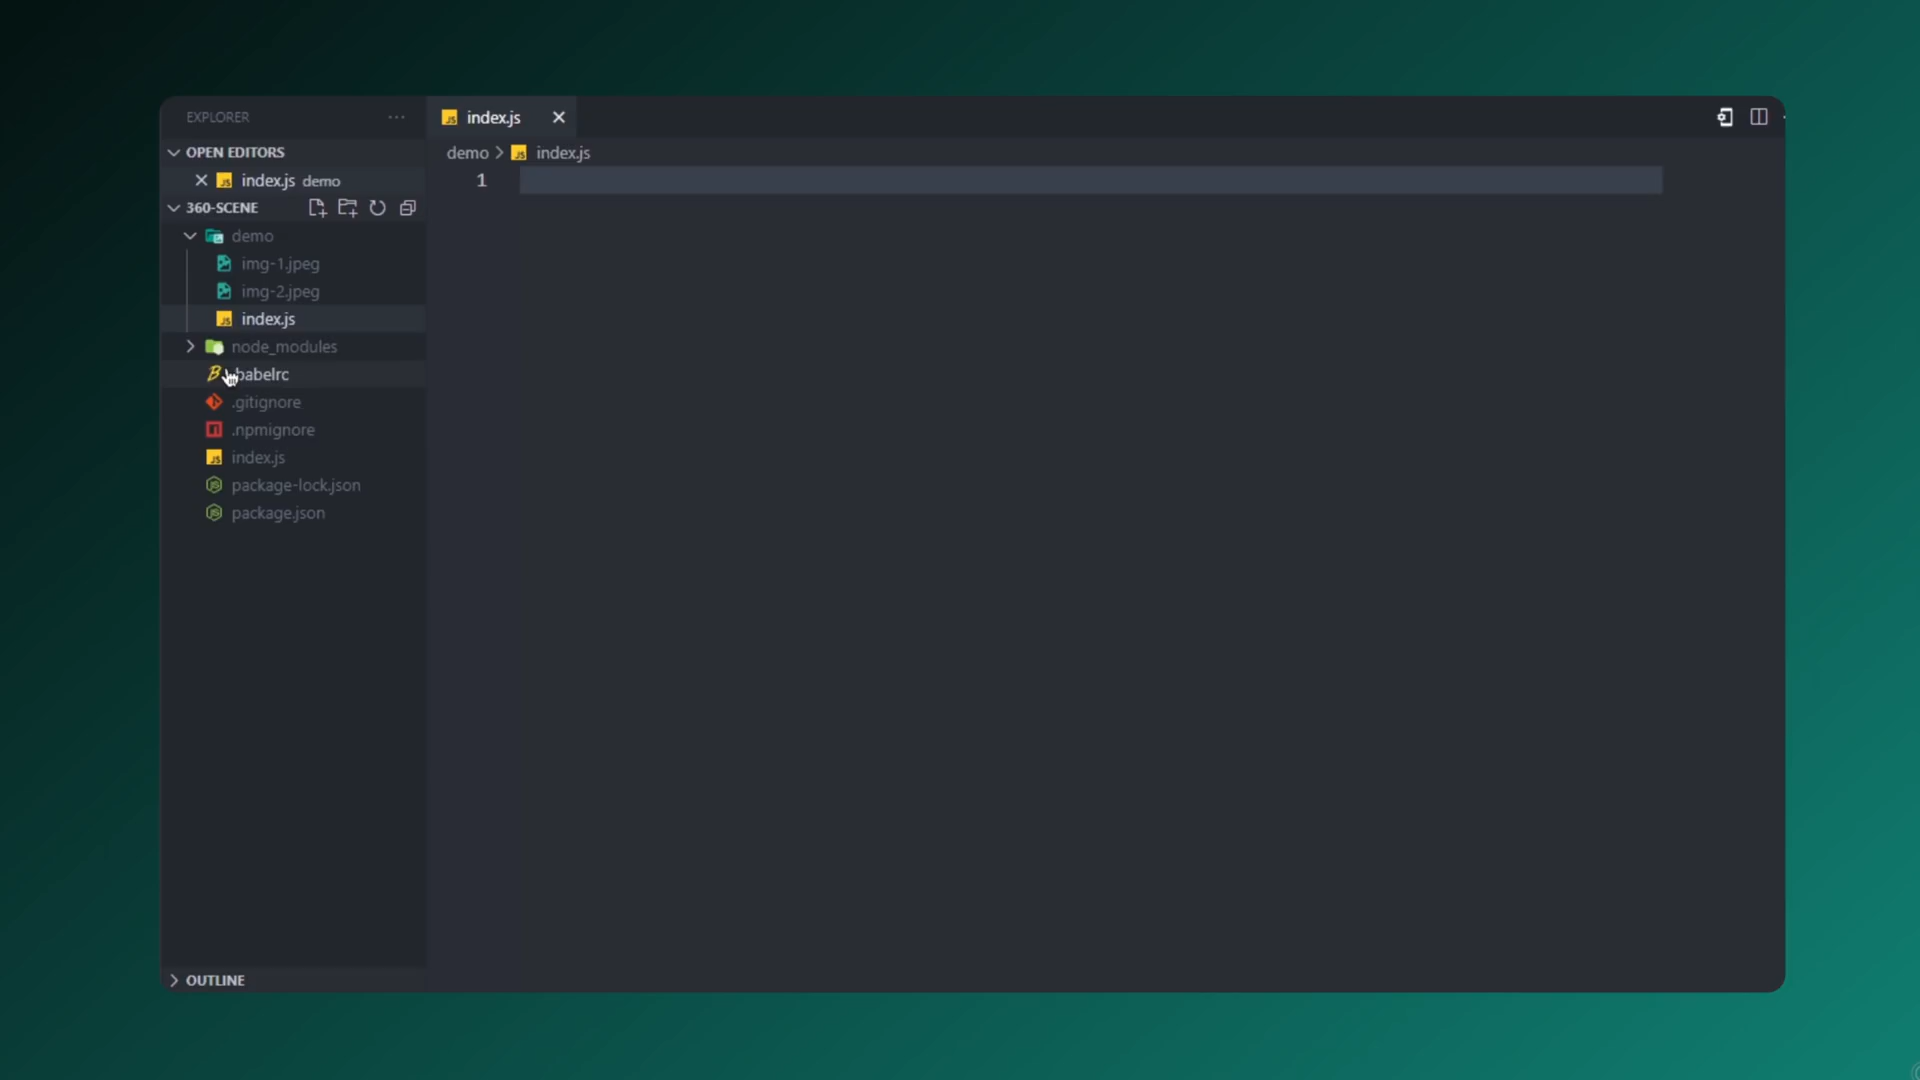 EXPLORER
index.js
OPEN EDITORS
demo > index.js
index.js demo
1
360-SCENE
demo
img-1.jpeg
img-2.jpeg
index.js
node_modules
babelrc
.gitignore
.npmignore
index.js
package-lock.json
package.json
OUTLINE